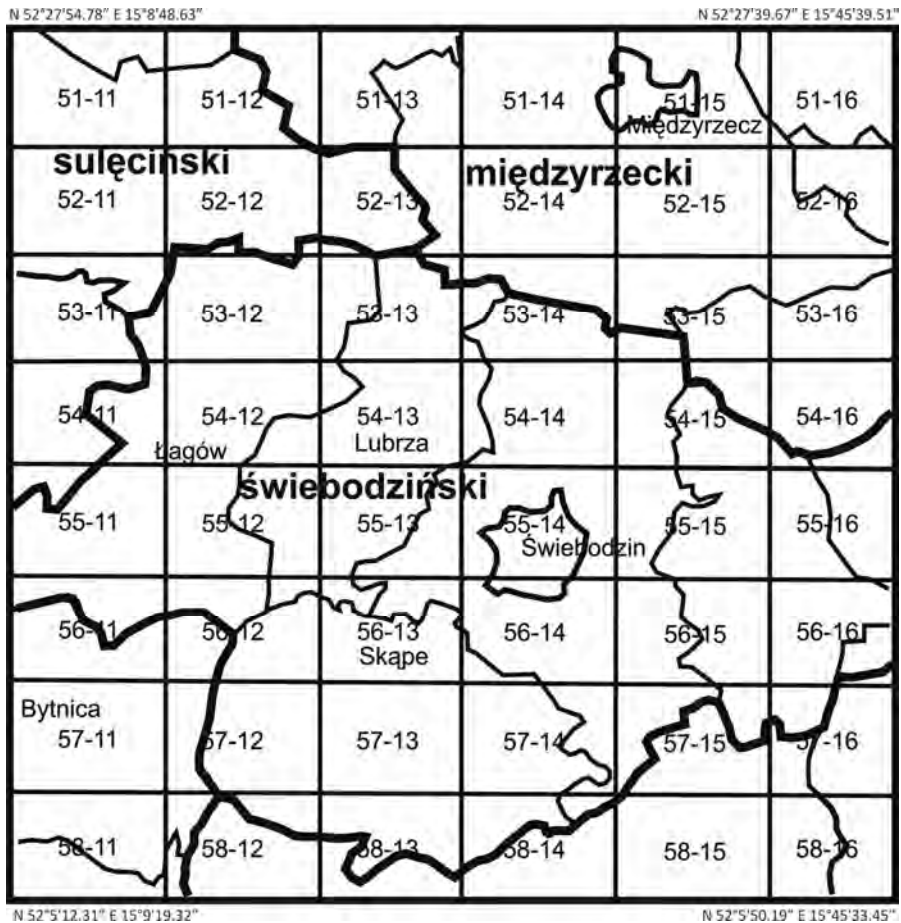 N 52°27'54.78" E 15°8'48.63" N 52°27'39.67" E 15°45'39.51"
51-11 51-12 51-13 51-14 51-15 51-16
Międzyrzecz
sulęciński międzyrzecki
52-11 52-12 52-13 52-14 52-15 52-16
53-11 53-12 53-13 53-14 53-15 53-16
54-11 54-12 54-13 54-14 54-15 54-16
Łagów Lubrza
świebodziński
55-11 55-12 55-13 55-14 55-15 55-16
Świebodzin
56-11 56-12 56-13 56-14 56-15 56-16
Skąpe
Bytnica
57-11 57-12 57-13 57-14 57-15 57-16
58-11 58-12 58-13 58-14 58-15 58-16
N 52°5'12.31" E 15°9'19.32" N 52°5'50.19" E 15°45'33.45"